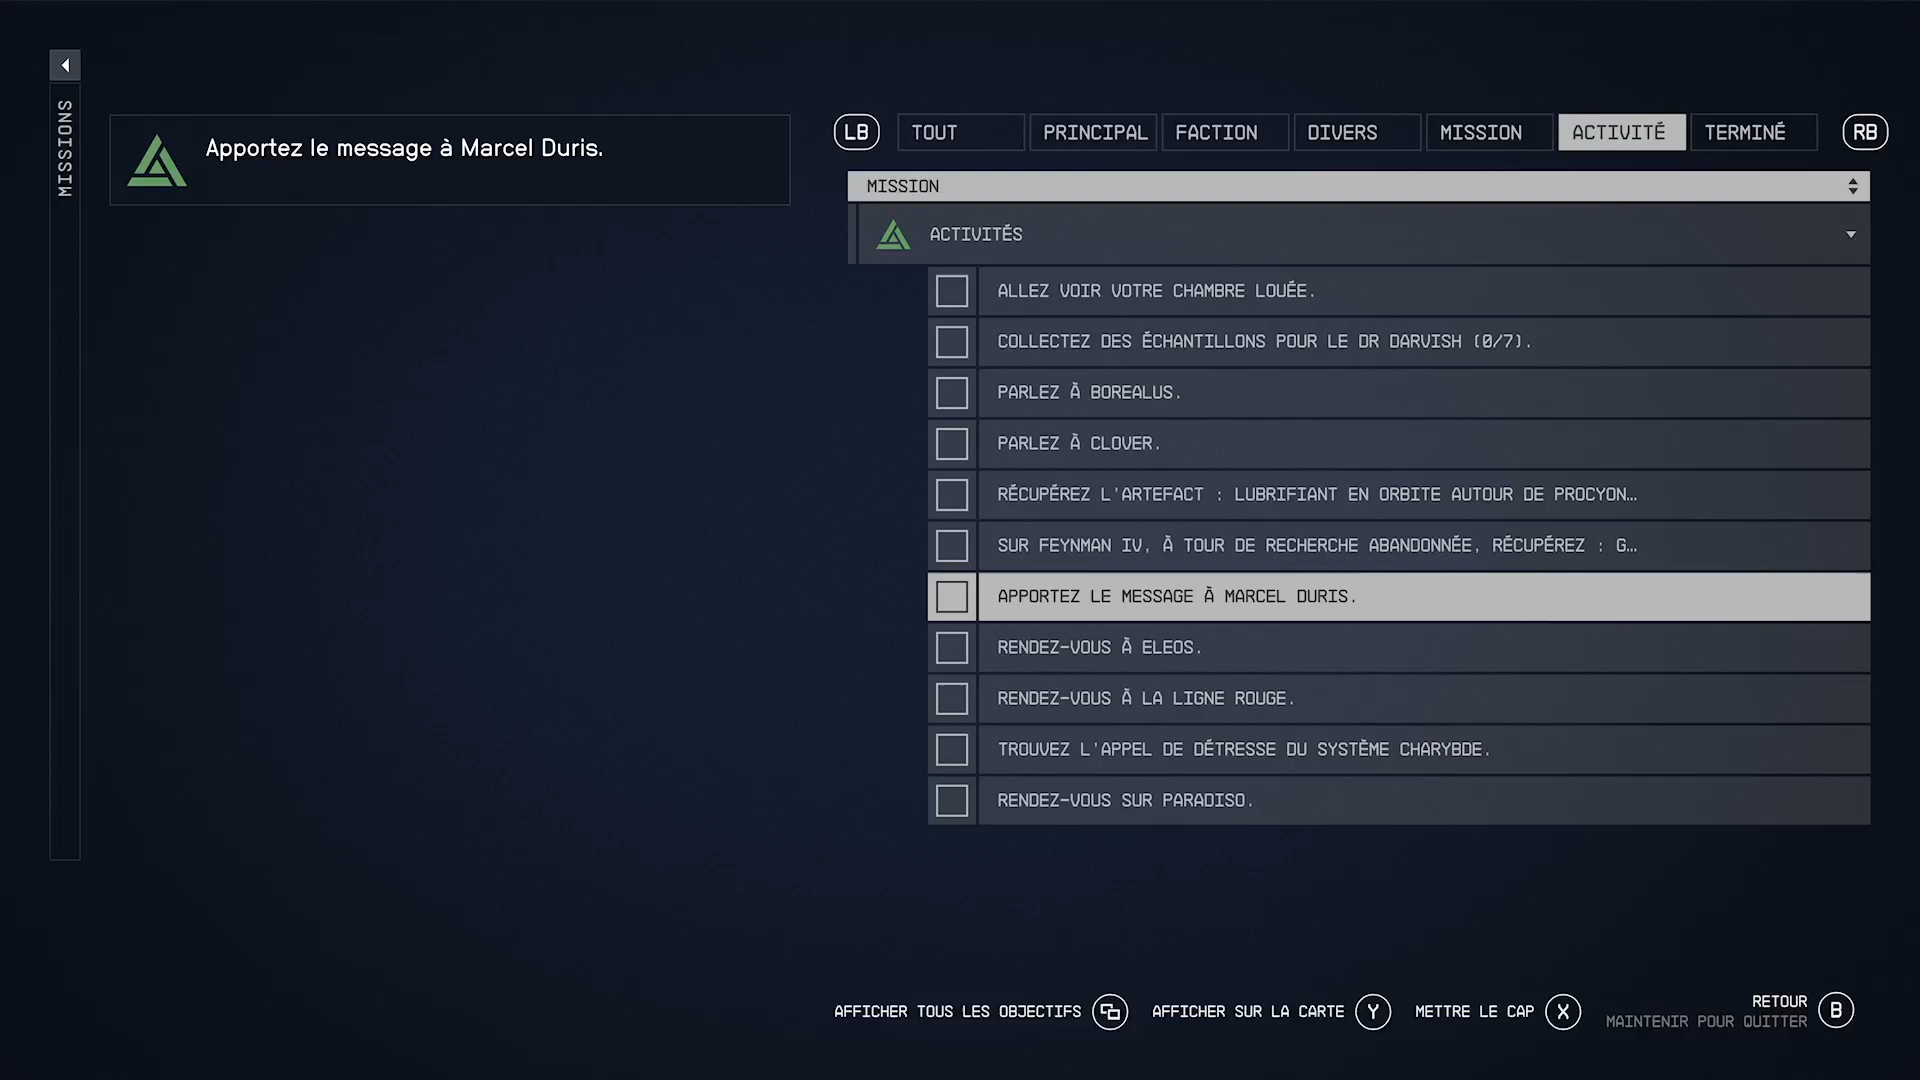 MISSIONS
Apportez le message à Marcel Duris.
LB
TOUT
PRINCIPAL
FACTION
DIVERS
MISSION
ACTIVITÉ
TERMINÉ
RB
MISSION
ACTIVITÉS
ALLEZ VOIR VOTRE CHAMBRE LOUÉE.
COLLECTEZ DES ÉCHANTILLONS POUR LE DR DARVISH (0/7).
PARLEZ À BOREALUS.
PARLEZ À CLOVER.
RÉCUPÉREZ L'ARTEFACT : LUBRIFIANT EN ORBITE AUTOUR DE PROCYON…
SUR FEYNMAN IV, À TOUR DE RECHERCHE ABANDONNÉE, RÉCUPÉREZ : G…
APPORTEZ LE MESSAGE À MARCEL DURIS.
RENDEZ-VOUS À ELEOS.
RENDEZ-VOUS À LA LIGNE ROUGE.
TROUVEZ L'APPEL DE DÉTRESSE DU SYSTÈME CHARYBDE.
RENDEZ-VOUS SUR PARADISO.
AFFICHER TOUS LES OBJECTIFS
AFFICHER SUR LA CARTE Y
METTRE LE CAP X
RETOUR B
MAINTENIR POUR QUITTER